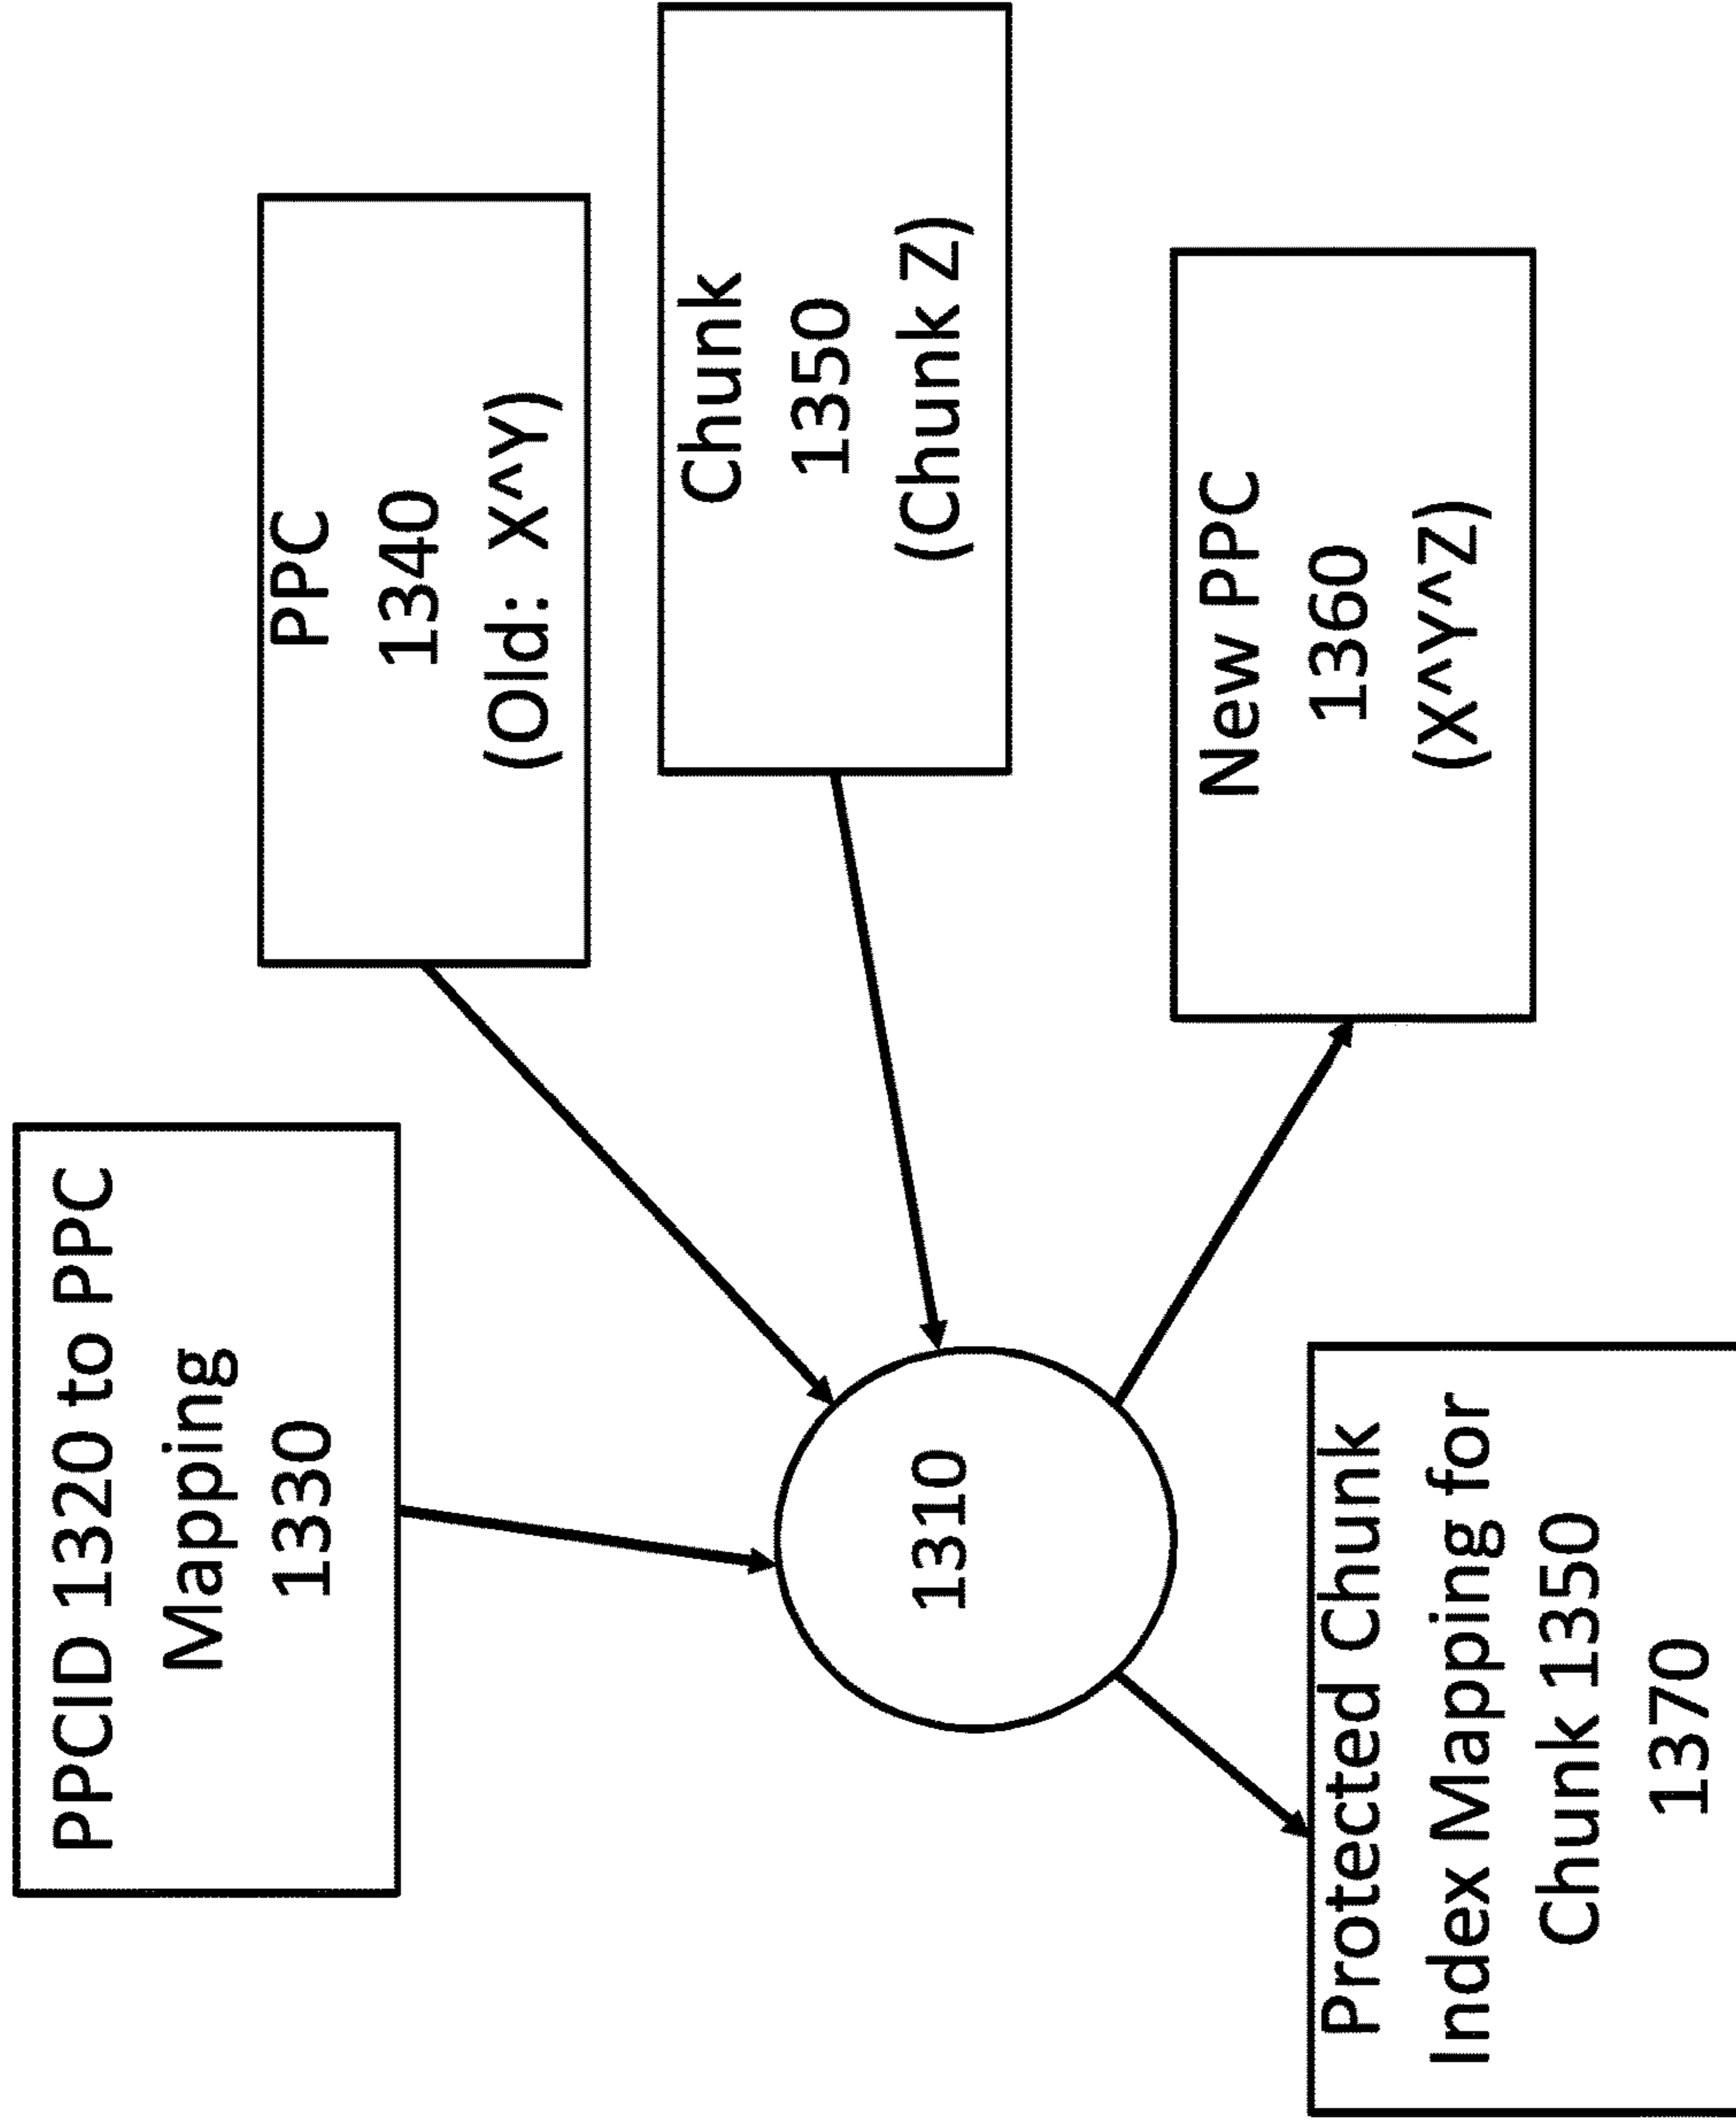 PPCID 1320 to PPC
Mapping
1330
PPC
1340
(Old: X^Y)
Chunk
1350
(Chunk Z)
1310
New PPC
1360
(X^Y^Z)
Protected Chunk
Index Mapping for
Chunk 1350
1370